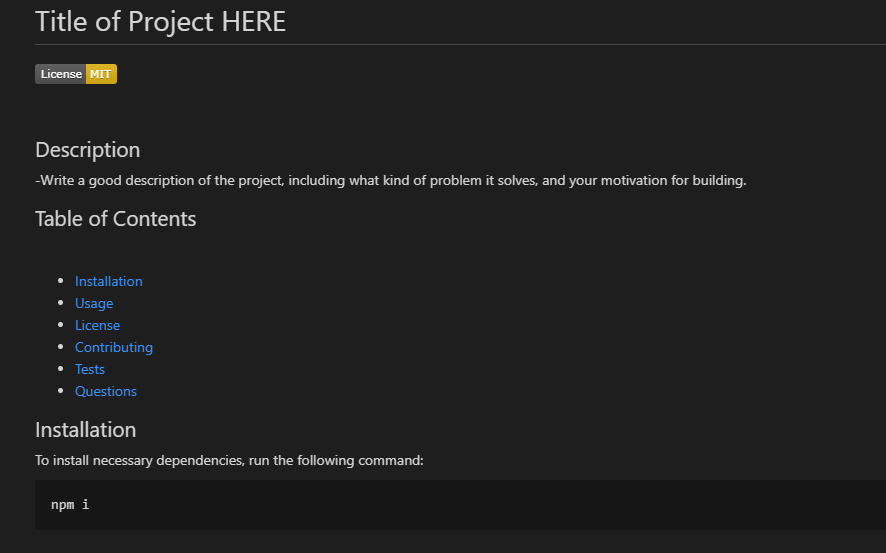 Title of Project HERE
License MIT
Description
-Write a good description of the project, including what kind of problem it solves, and your motivation for building.
Table of Contents
Installation
Usage
License
Contributing
Tests
Questions
Installation
To install necessary dependencies, run the following command:
npm i